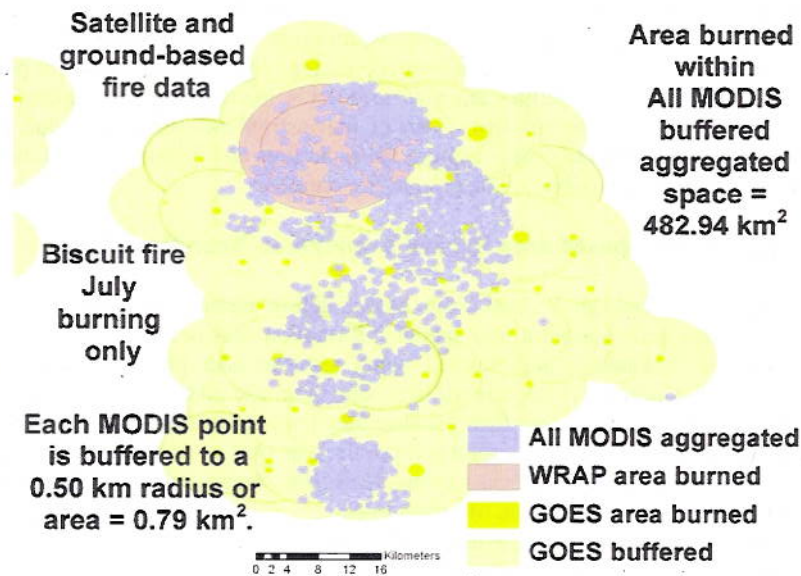 Satellite and
ground-based
fire data
Area burned
within
All MODIS
buffered
aggregated
space =
482.94 km²
Biscuit fire
July
burning
only
Each MODIS point
is buffered to a
0.50 km radius or
area = 0.79 km².
All MODIS aggregated
WRAP area burned
GOES area burned
GOES buffered
Kilometers
0 2 4 8 12 16